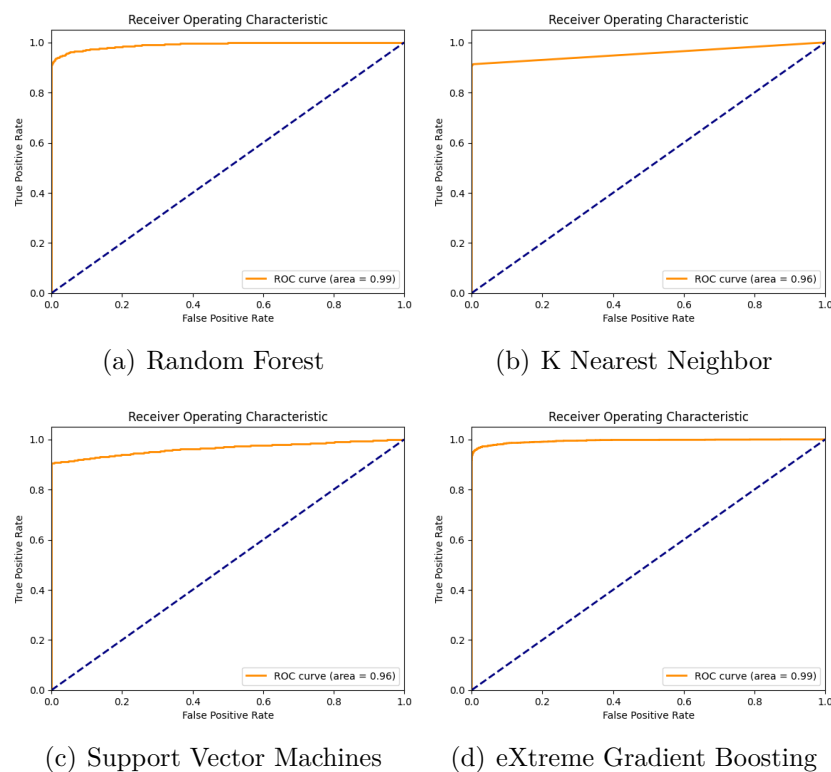 Receiver Operating Characteristic
1.0
0.8
0.6
0.4
0.2
0.0
True Positive Rate
ROC curve (area = 0.99)
0.0 0.2 0.4 0.6 0.8 1.0
False Positive Rate
(a) Random Forest
Receiver Operating Characteristic
1.0
0.8
0.6
0.4
0.2
0.0
True Positive Rate
ROC curve (area = 0.96)
0.0 0.2 0.4 0.6 0.8 1.0
False Positive Rate
(b) K Nearest Neighbor
Receiver Operating Characteristic
1.0
0.8
0.6
0.4
0.2
0.0
True Positive Rate
ROC curve (area = 0.96)
0.0 0.2 0.4 0.6 0.8 1.0
False Positive Rate
(c) Support Vector Machines
Receiver Operating Characteristic
1.0
0.8
0.6
0.4
0.2
0.0
True Positive Rate
ROC curve (area = 0.99)
0.0 0.2 0.4 0.6 0.8 1.0
False Positive Rate
(d) eXtreme Gradient Boosting